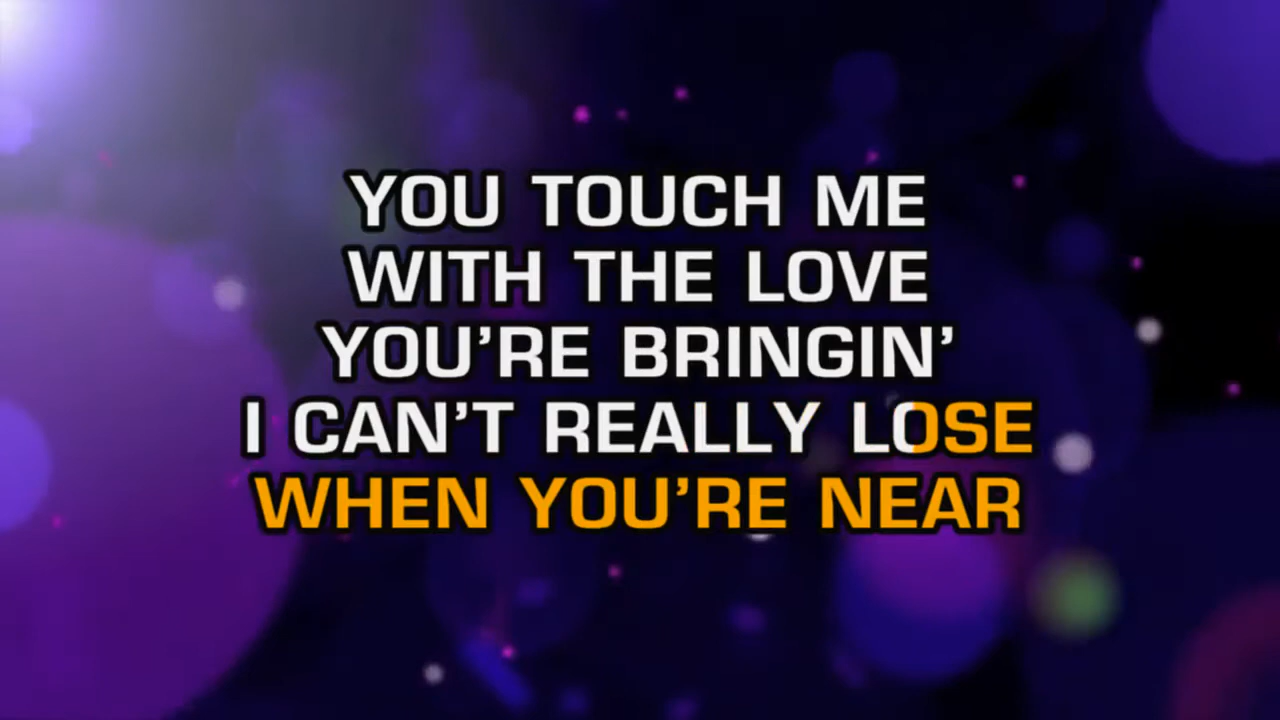 YOU TOUCH ME
WITH THE LOVE
YOU’RE BRINGIN’
I CAN’T REALLY LOSE
WHEN YOU’RE NEAR